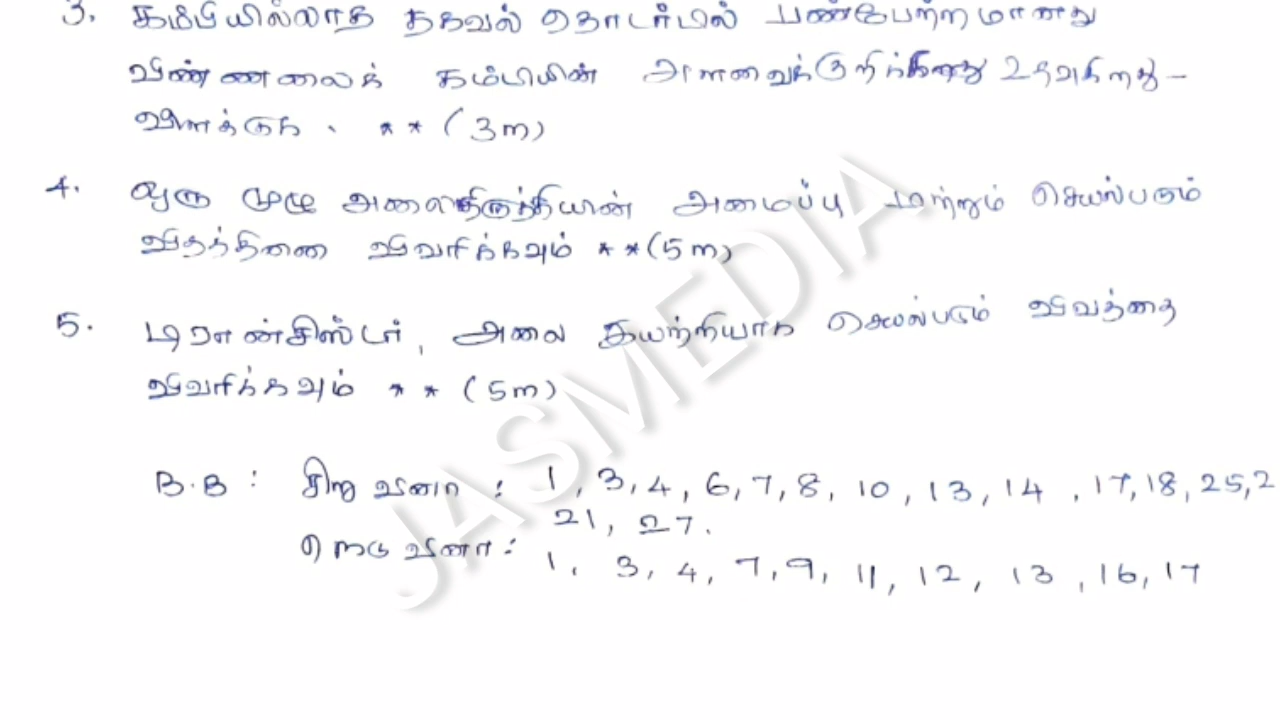 3. கம்பியில்லாத தகவல் தொடர்பில் பண்பேற்றமானது
விண்ணலைக் கம்பியின் அளவைக்குறிக்கிறது உதவுகிறது –
விளக்குக . ** (3m)
4. ஒரு முழு அலைதிருத்தியின் அமைப்பு மற்றும் செயல்படும்
விதத்தினை விவரிக்கவும் **(5m)
5. டிரான்சிஸ்டர், அலை இயற்றியாக செயல்படும் விவத்தை
விவரிக்கவும் ** (5m)
B.B : சிறு வினா : 1, 3, 4, 6, 7, 8, 10, 13, 14, 17, 18, 25, 2
21, 27.
நெடு வினா : 1, 3, 4, 7, 9, 11, 12, 13, 16, 17
JASMEDIA